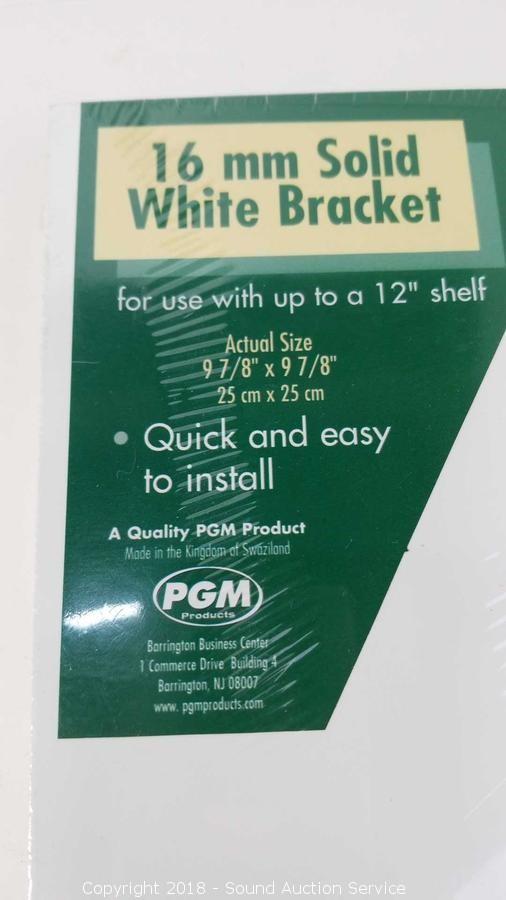 16 mm Solid
White Bracket
for use with up to a 12" shelf
Actual Size
9 7/8" x 9 7/8"
25 cm x 25 cm
• Quick and easy
to install
A Quality PGM Product
Made in the Kingdom of Swaziland
PGM
Products
Barrington Business Center
1 Commerce Drive Building 4
Barrington, NJ 08007
www. pgmproducts.com
Copyright 2018 - Sound Auction Service